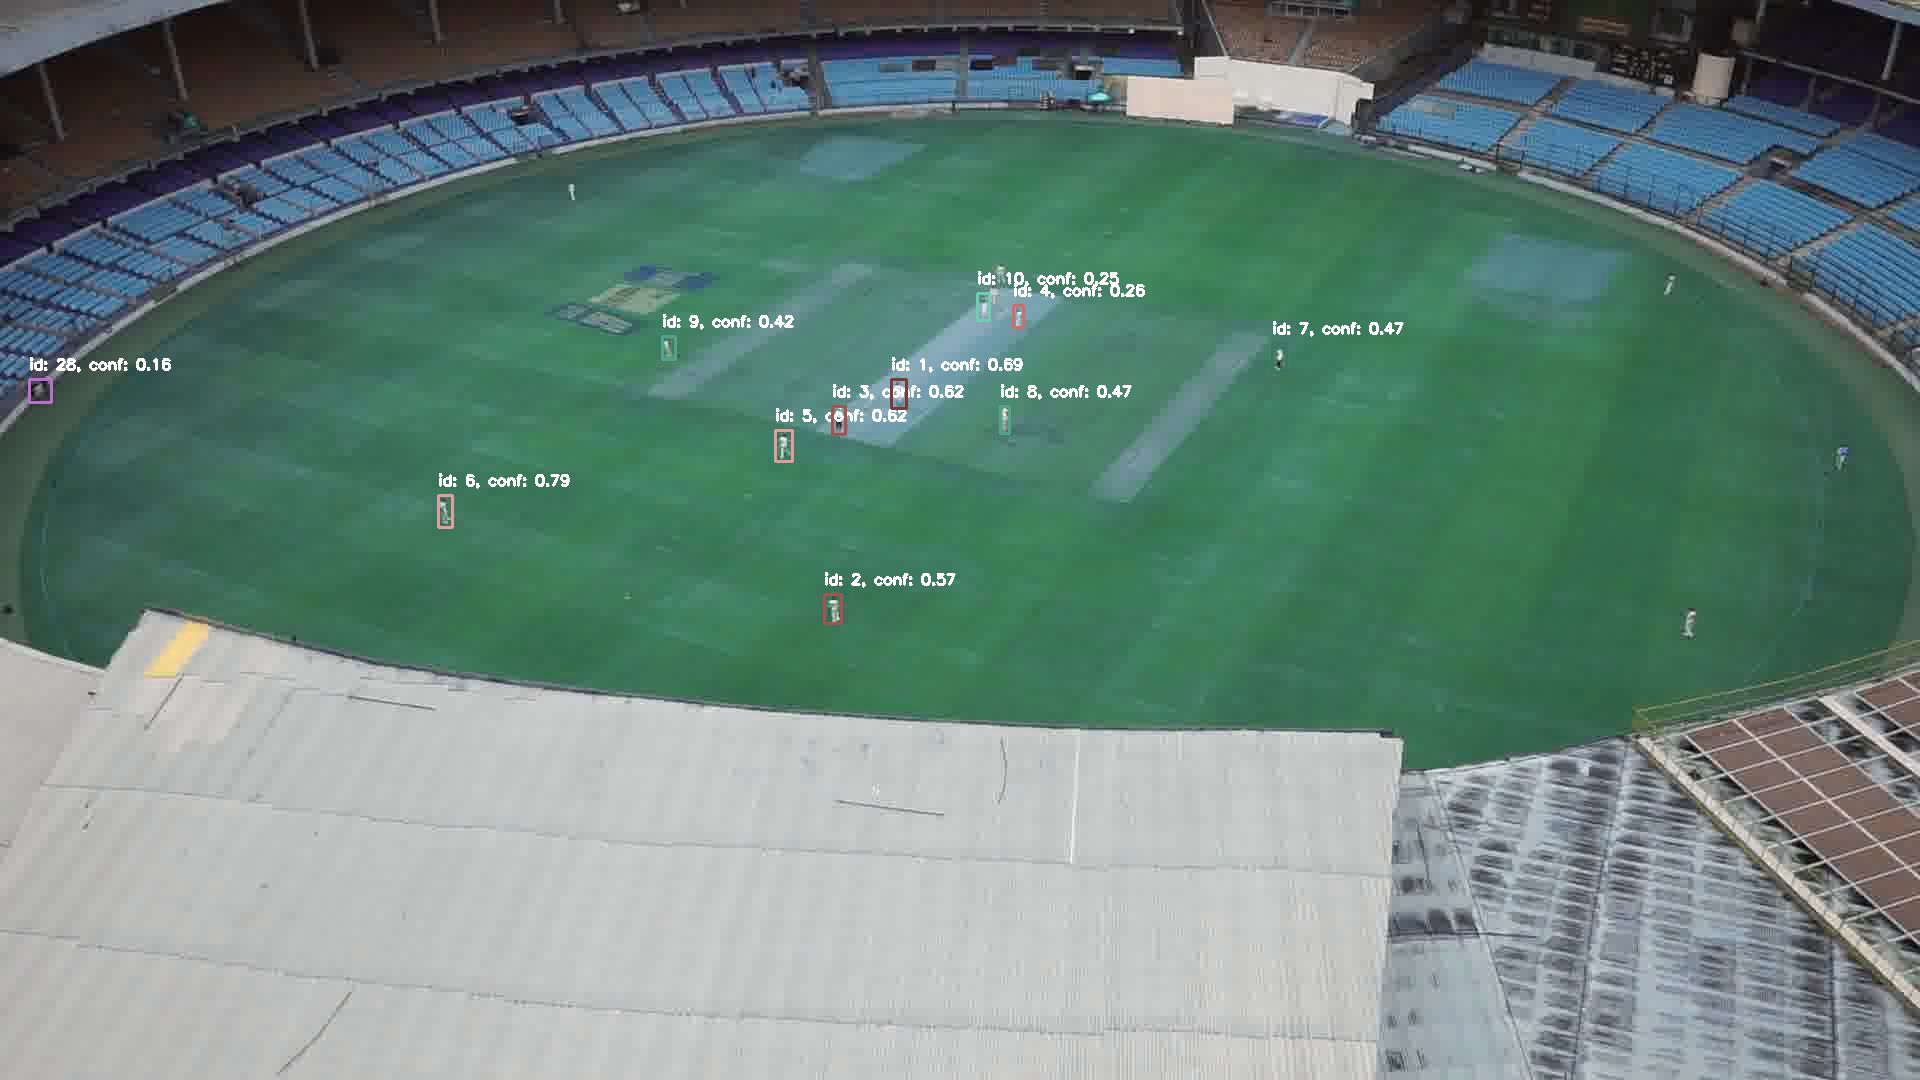 id: 10, conf: 0.25
id: 4, conf: 0.26
id: 9, conf: 0.42
id: 7, conf: 0.47
id: 28, conf: 0.16
id: 1, conf: 0.69
id: 3, conf: 0.62
id: 8, conf: 0.47
id: 5, conf: 0.62
id: 6, conf: 0.79
id: 2, conf: 0.57